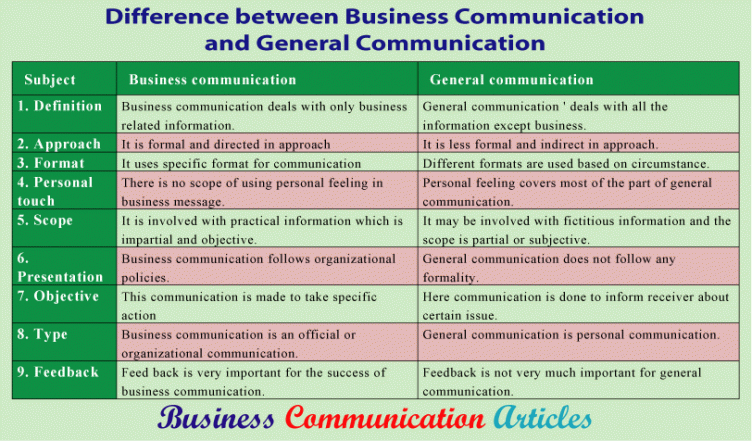 Difference between Business Communication
and General Communication
Subject
Business communication
General communication
1. Definition
Business communication deals with only business
related information.
General communication ' deals with all the
information except business.
2. Approach
It is formal and directed in approach
It is less formal and indirect in approach.
3. Format
It uses specific format for communication
Different formats are used based on circumstance.
4. Personal
touch
There is no scope of using personal feeling in
business message.
Personal feeling covers most of the part of general
communication.
5. Scope
It is involved with practical information which is
impartial and objective.
It may be involved with fictitious information and the
scope is partial or subjective.
6.
Presentation
Business communication follows organizational
policies.
General communication does not follow any
formality.
7. Objective
This communication is made to take specific
action
Here communication is done to inform receiver about
certain issue.
8. Type
Business communication is an official or
organizational communication.
General communication is personal communication.
9. Feedback
Feed back is very important for the success of
business communication.
Feedback is not very much important for general
communication.
Business Communication Articles